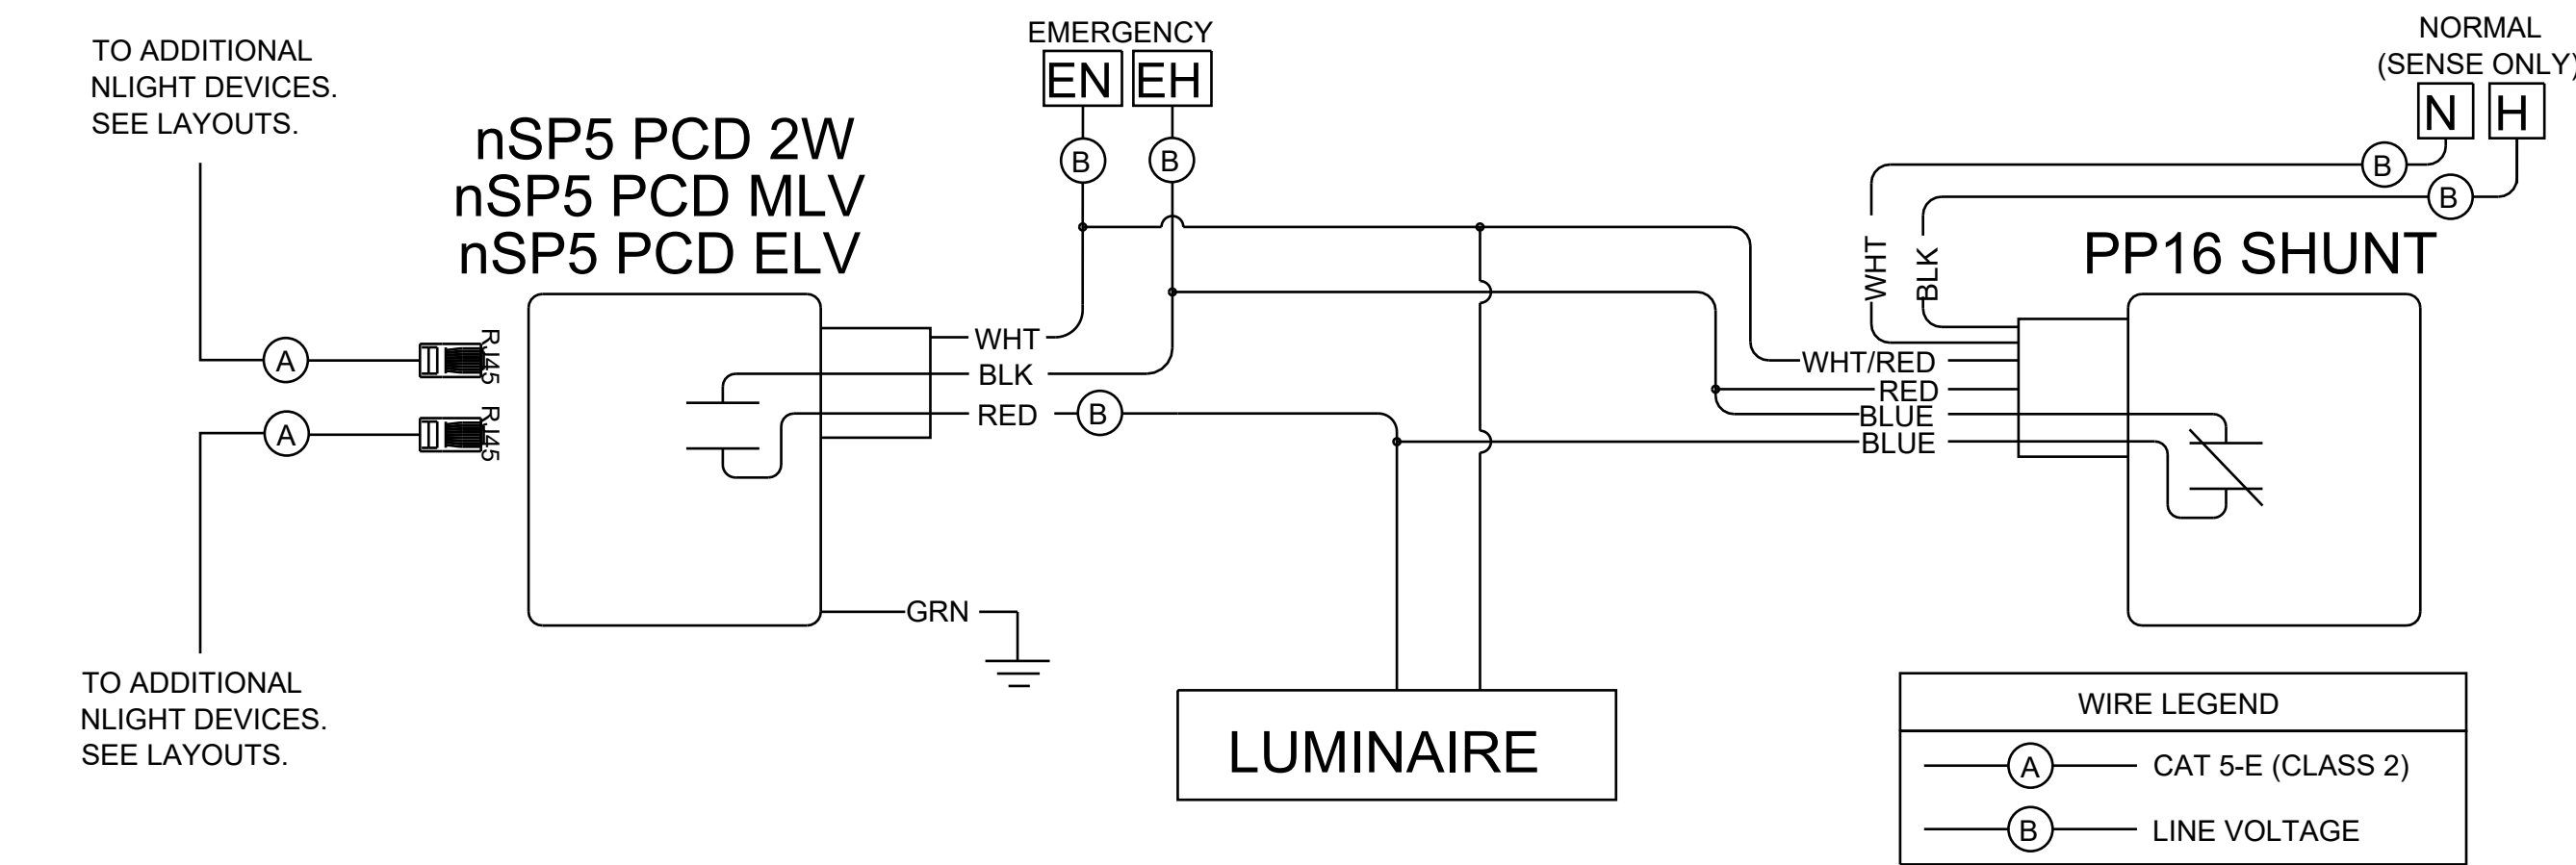 TO ADDITIONAL
NLIGHT DEVICES.
SEE LAYOUTS.
nSP5 PCD 2W
nSP5 PCD MLV
nSP5 PCD ELV
EMERGENCY
EN EH
B B
NORMAL
(SENSE ONLY)
N H
B
B
WHT
BLK
PP16 SHUNT
A
RJ45
A
RJ45
WHT
BLK
RED B
GRN
WHT/RED
RED
BLUE
BLUE
TO ADDITIONAL
NLIGHT DEVICES.
SEE LAYOUTS.
LUMINAIRE
WIRE LEGEND
A CAT 5-E (CLASS 2)
B LINE VOLTAGE